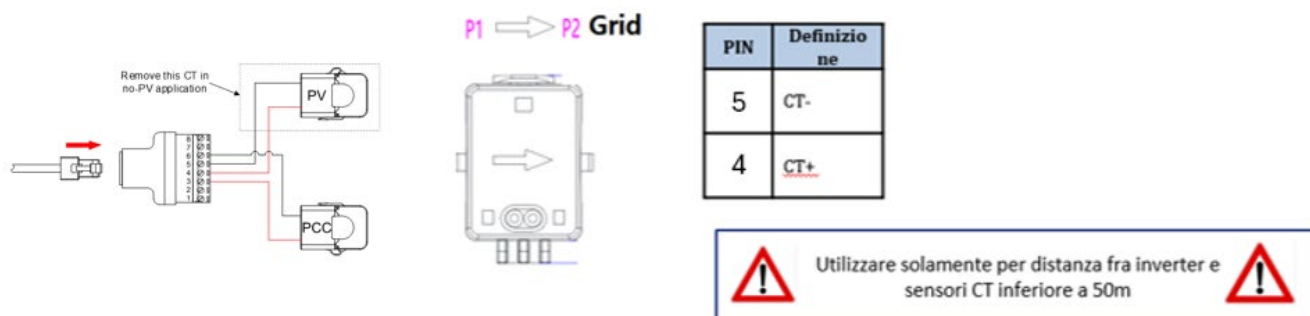 Remove this CT in
no-PV application
PV
8
7
6
5
4
3
2
1
PCC
P1 P2 Grid
PIN Definizio
ne
5 CT-
4 CT+
Utilizzare solamente per distanza fra inverter e
sensori CT inferiore a 50m